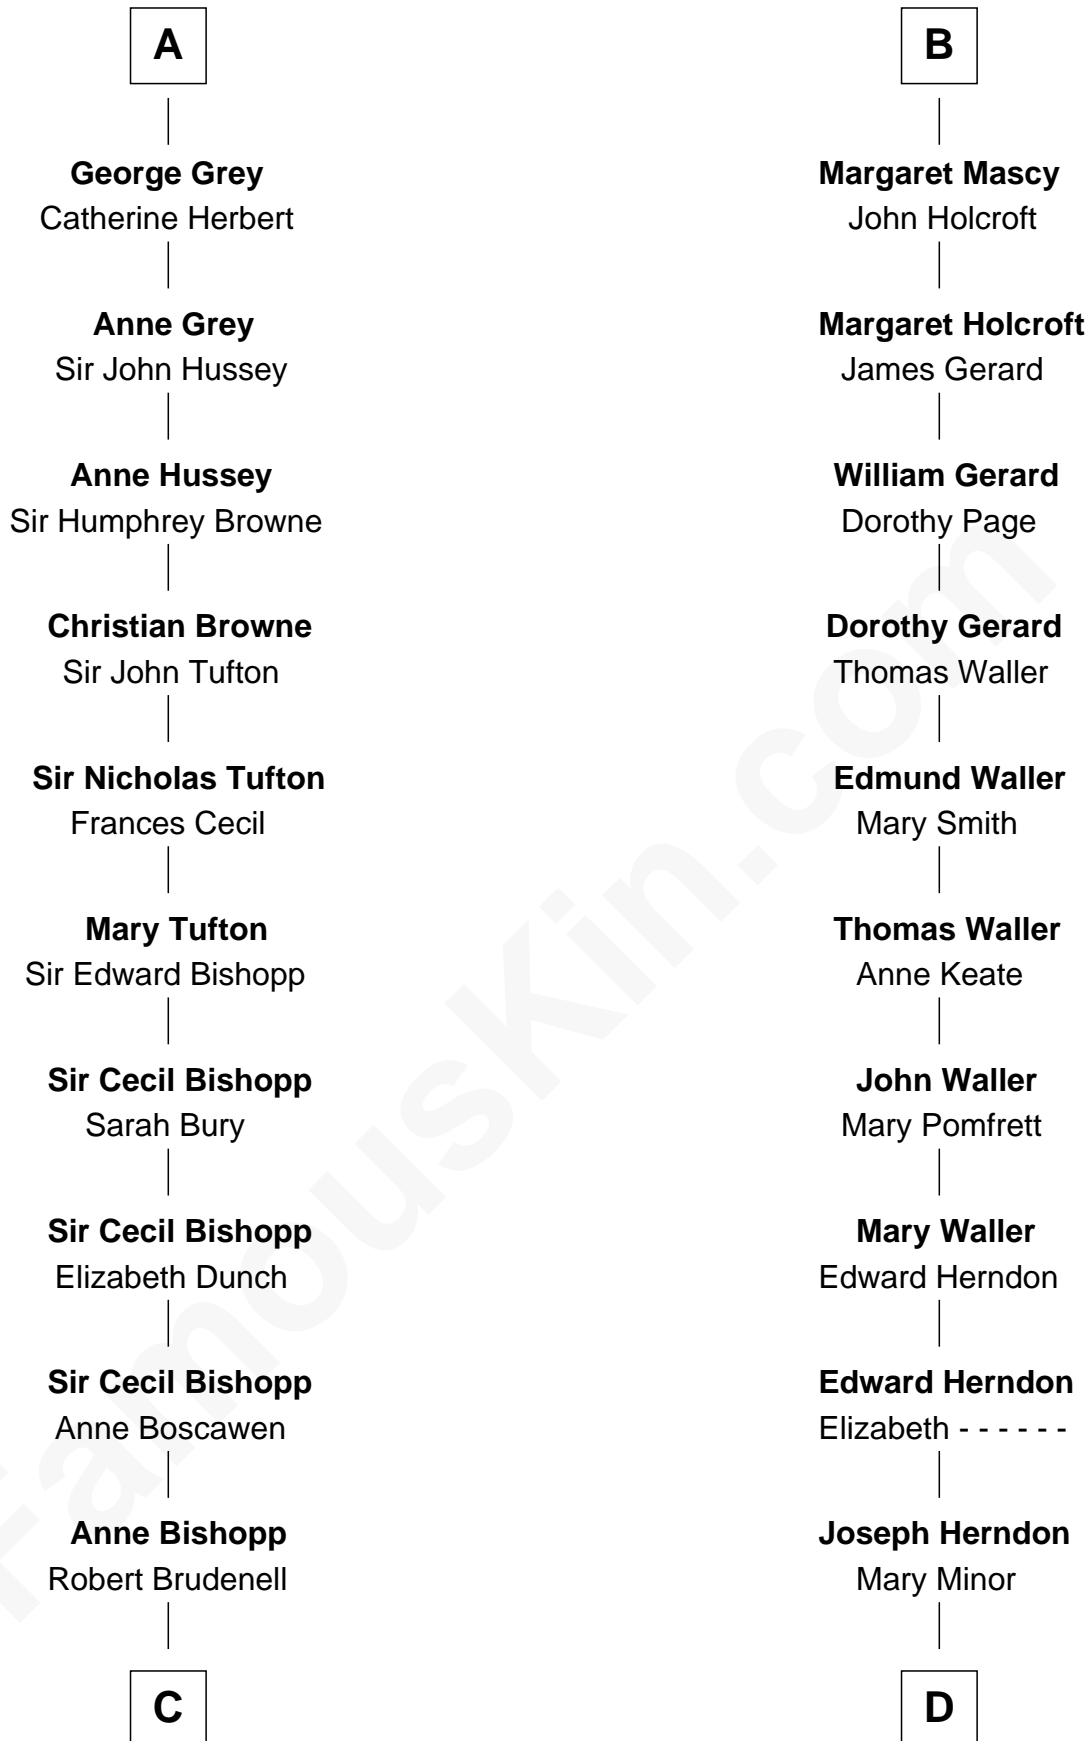 A
George Grey
Catherine Herbert
Anne Grey
Sir John Hussey
Anne Hussey
Sir Humphrey Browne
Christian Browne
Sir John Tufton
Sir Nicholas Tufton
Frances Cecil
Mary Tufton
Sir Edward Bishopp
Sir Cecil Bishopp
Sarah Bury
Sir Cecil Bishopp
Elizabeth Dunch
Sir Cecil Bishopp
Anne Boscawen
Anne Bishopp
Robert Brudenell
C
B
Margaret Mascy
John Holcroft
Margaret Holcroft
James Gerard
William Gerard
Dorothy Page
Dorothy Gerard
Thomas Waller
Edmund Waller
Mary Smith
Thomas Waller
Anne Keate
John Waller
Mary Pomfrett
Mary Waller
Edward Herndon
Edward Herndon
Elizabeth - - - - - -
Joseph Herndon
Mary Minor
D
FamousKin.com